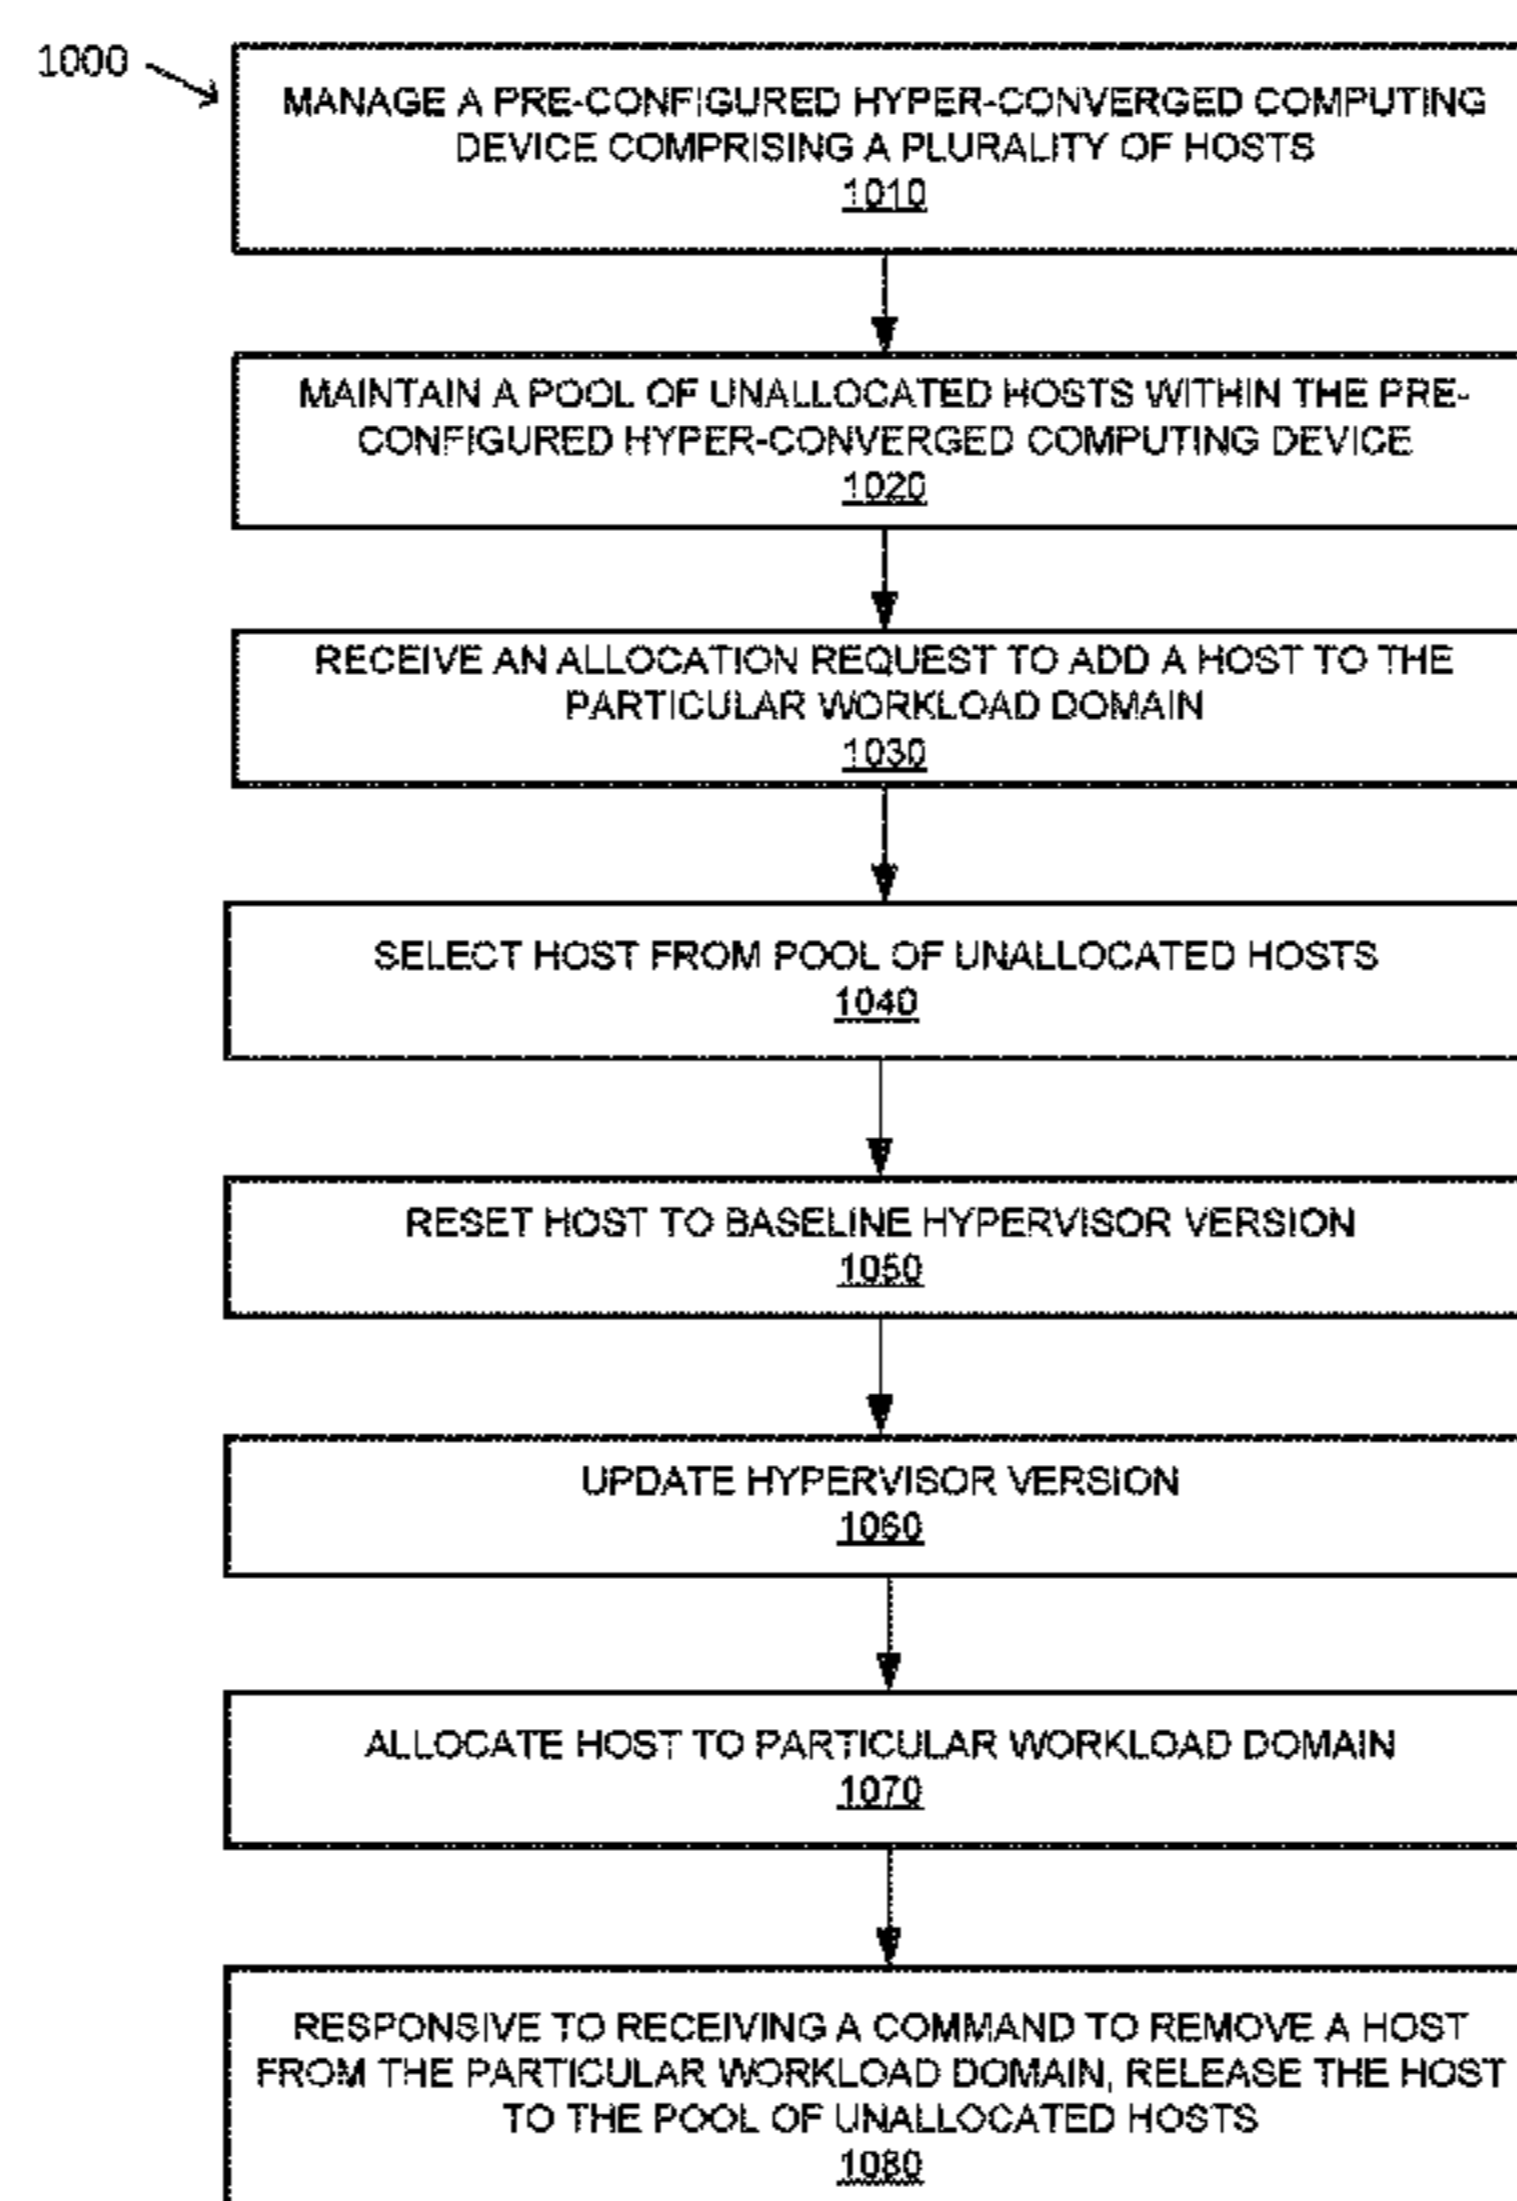 1000
MANAGE A PRE-CONFIGURED HYPER-CONVERGED COMPUTING
DEVICE COMPRISING A PLURALITY OF HOSTS
1010
MAINTAIN A POOL OF UNALLOCATED HOSTS WITHIN THE PRE-
CONFIGURED HYPER-CONVERGED COMPUTING DEVICE
1020
RECEIVE AN ALLOCATION REQUEST TO ADD A HOST TO THE
PARTICULAR WORKLOAD DOMAIN
1030
SELECT HOST FROM POOL OF UNALLOCATED HOSTS
1040
RESET HOST TO BASELINE HYPERVISOR VERSION
1050
UPDATE HYPERVISOR VERSION
1060
ALLOCATE HOST TO PARTICULAR WORKLOAD DOMAIN
1070
RESPONSIVE TO RECEIVING A COMMAND TO REMOVE A HOST
FROM THE PARTICULAR WORKLOAD DOMAIN, RELEASE THE HOST
TO THE POOL OF UNALLOCATED HOSTS
1080